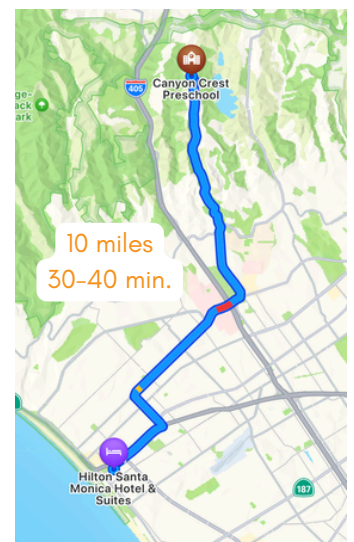 405
Canyon Crest
Preschool
10 miles
30-40 min.
Hilton Santa
Monica Hotel &
Suites
187